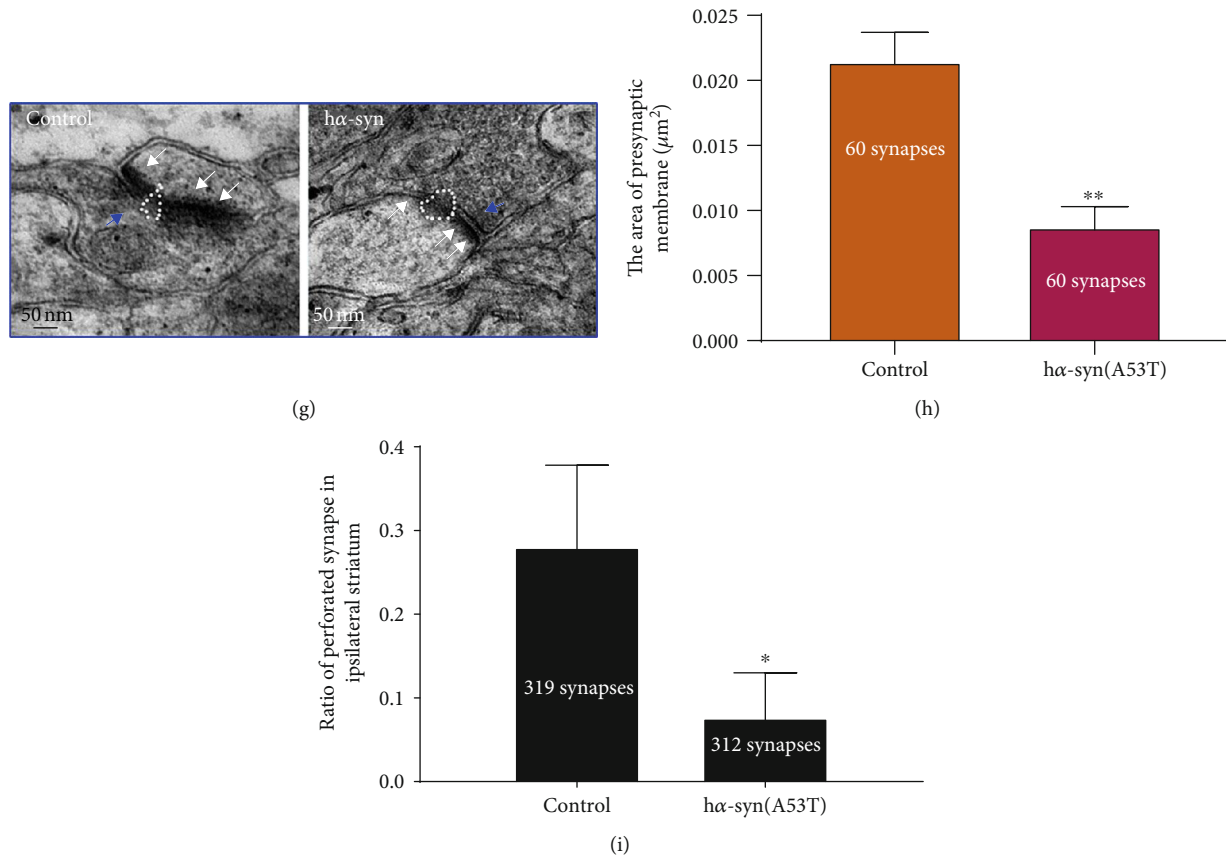 Control
hα-syn
50 nm
50 nm
(g)
The area of presynaptic
membrane (μm²)
0.025
0.020
0.015
0.010
0.005
0.000
60 synapses
**
60 synapses
Control
hα-syn(A53T)
(h)
Ratio of perforated synapse in
ipsilateral striatum
0.4
0.3
0.2
0.1
0.0
319 synapses
*
312 synapses
Control
hα-syn(A53T)
(i)